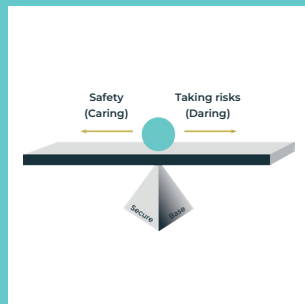 Safety
(Caring)
Taking risks
(Daring)
Secure
Base